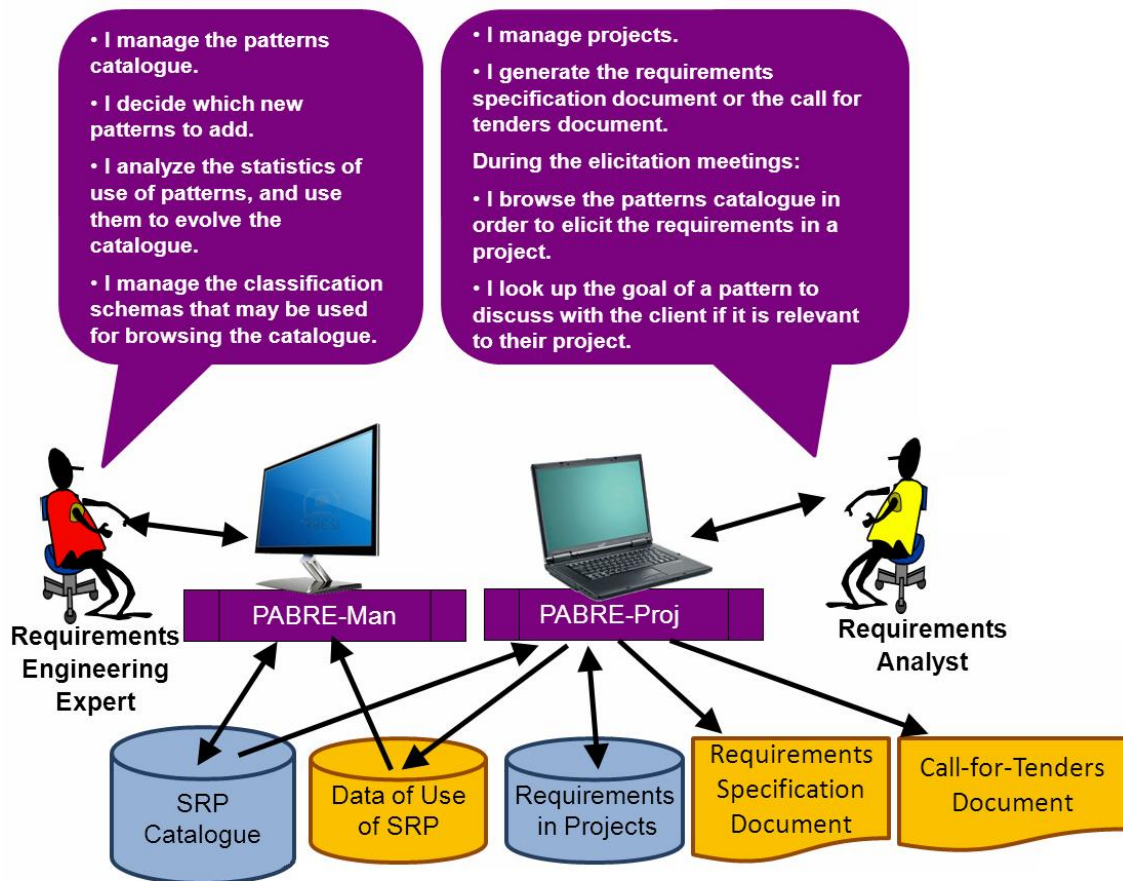 • I manage the patterns
catalogue.
• I decide which new
patterns to add.
• I analyze the statistics of
use of patterns, and use
them to evolve the
catalogue.
• I manage the classification
schemas that may be used
for browsing the catalogue.
• I manage projects.
• I generate the requirements
specification document or the call for
tenders document.
During the elicitation meetings:
• I browse the patterns catalogue in
order to elicit the requirements in a
project.
• I look up the goal of a pattern to
discuss with the client if it is relevant
to their project.
Requirements
Engineering
Expert
PABRE-Man
PABRE-Proj
Requirements
Analyst
SRP
Catalogue
Data of Use
of SRP
Requirements
in Projects
Requirements
Specification
Document
Call-for-Tenders
Document